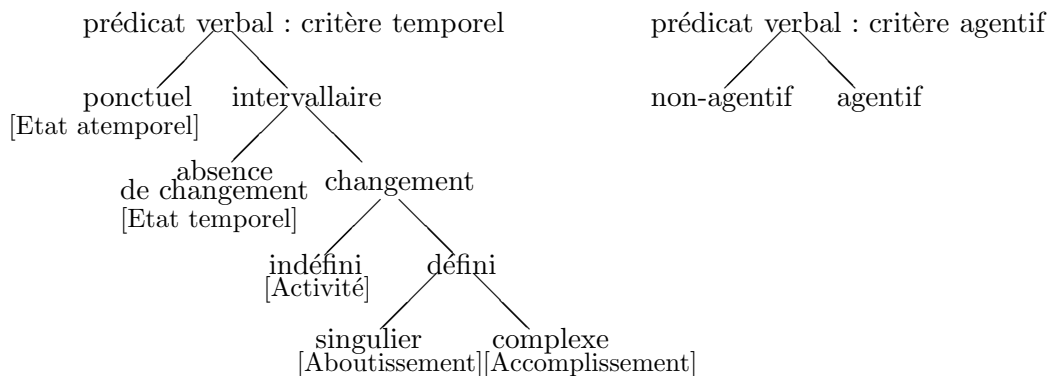 prédicat verbal : critère temporel
prédicat verbal : critère agentif
ponctuel
intervallaire
non-agentif
agentif
[Etat atemporel]
absence
de changement
changement
[Etat temporel]
indéfini
défini
[Activité]
singulier
complexe
[Aboutissement]
[Accomplissement]